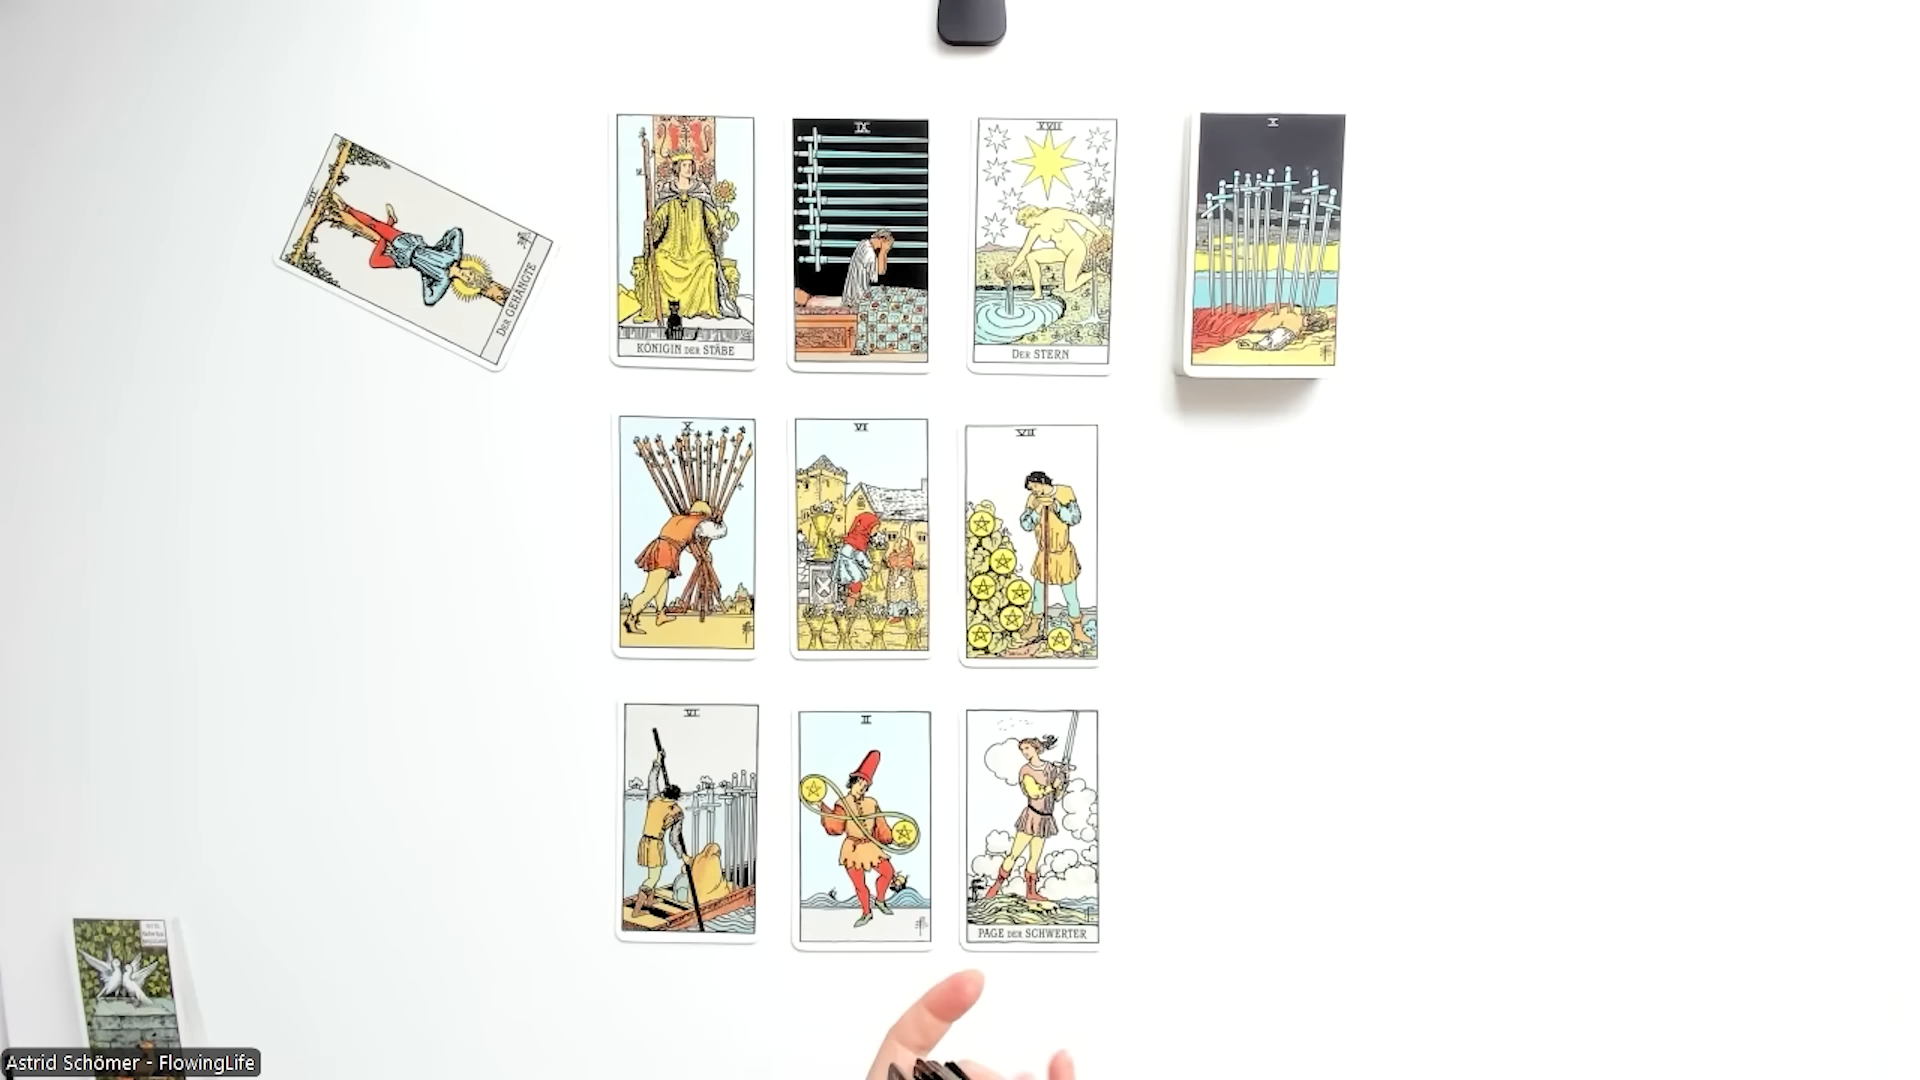 XII
DER GEHÄNGTE
KÖNIGIN DER STÄBE
IX
XVII
DER STERN
X
X
VI
VII
VI
II
PAGE DER SCHWERTER
Astrid Schömer - FlowingLife